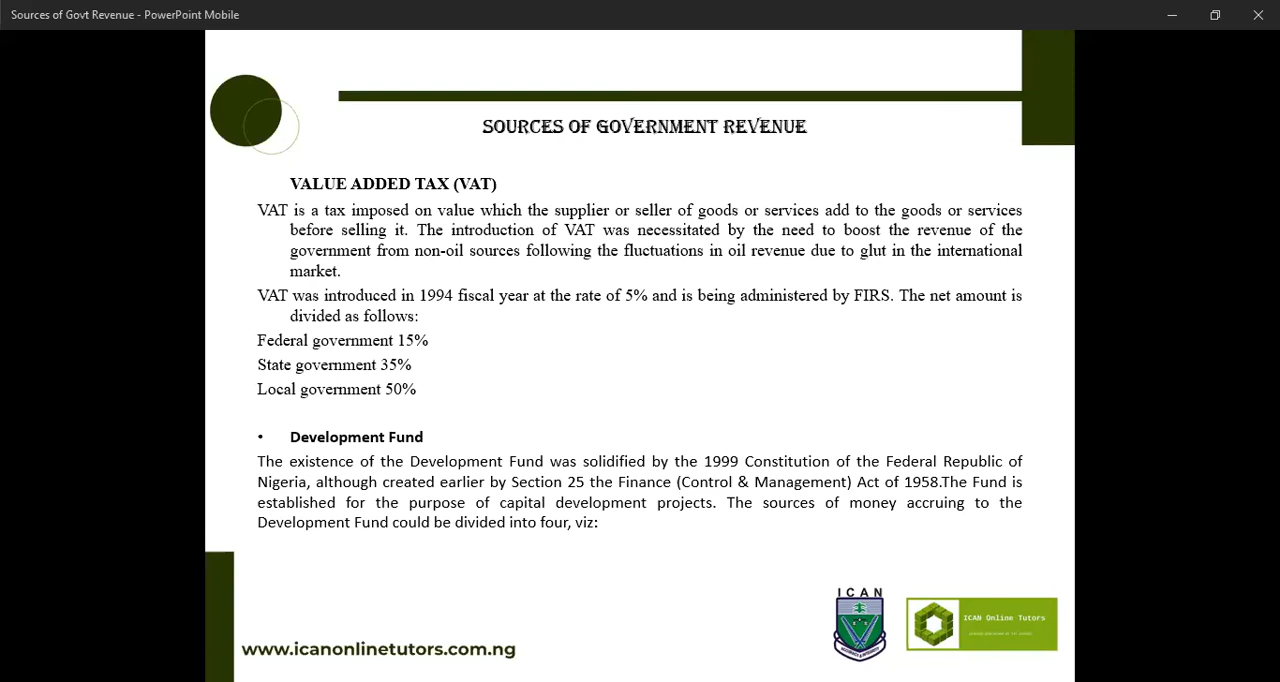 Sources of Govt Revenue - PowerPoint Mobile
SOURCES OF GOVERNMENT REVENUE
VALUE ADDED TAX (VAT)
VAT is a tax imposed on value which the supplier or seller of goods or services add to the goods or services
before selling it. The introduction of VAT was necessitated by the need to boost the revenue of the
government from non-oil sources following the fluctuations in oil revenue due to glut in the international
market.
VAT was introduced in 1994 fiscal year at the rate of 5% and is being administered by FIRS. The net amount is
divided as follows:
Federal government 15%
State government 35%
Local government 50%
• Development Fund
The existence of the Development Fund was solidified by the 1999 Constitution of the Federal Republic of
Nigeria, although created earlier by Section 25 the Finance (Control & Management) Act of 1958.The Fund is
established for the purpose of capital development projects. The sources of money accruing to the
Development Fund could be divided into four, viz:
www.icanonlinetutors.com.ng
ICAN
ACCURACY & INTEGRITY
ICAN Online Tutors